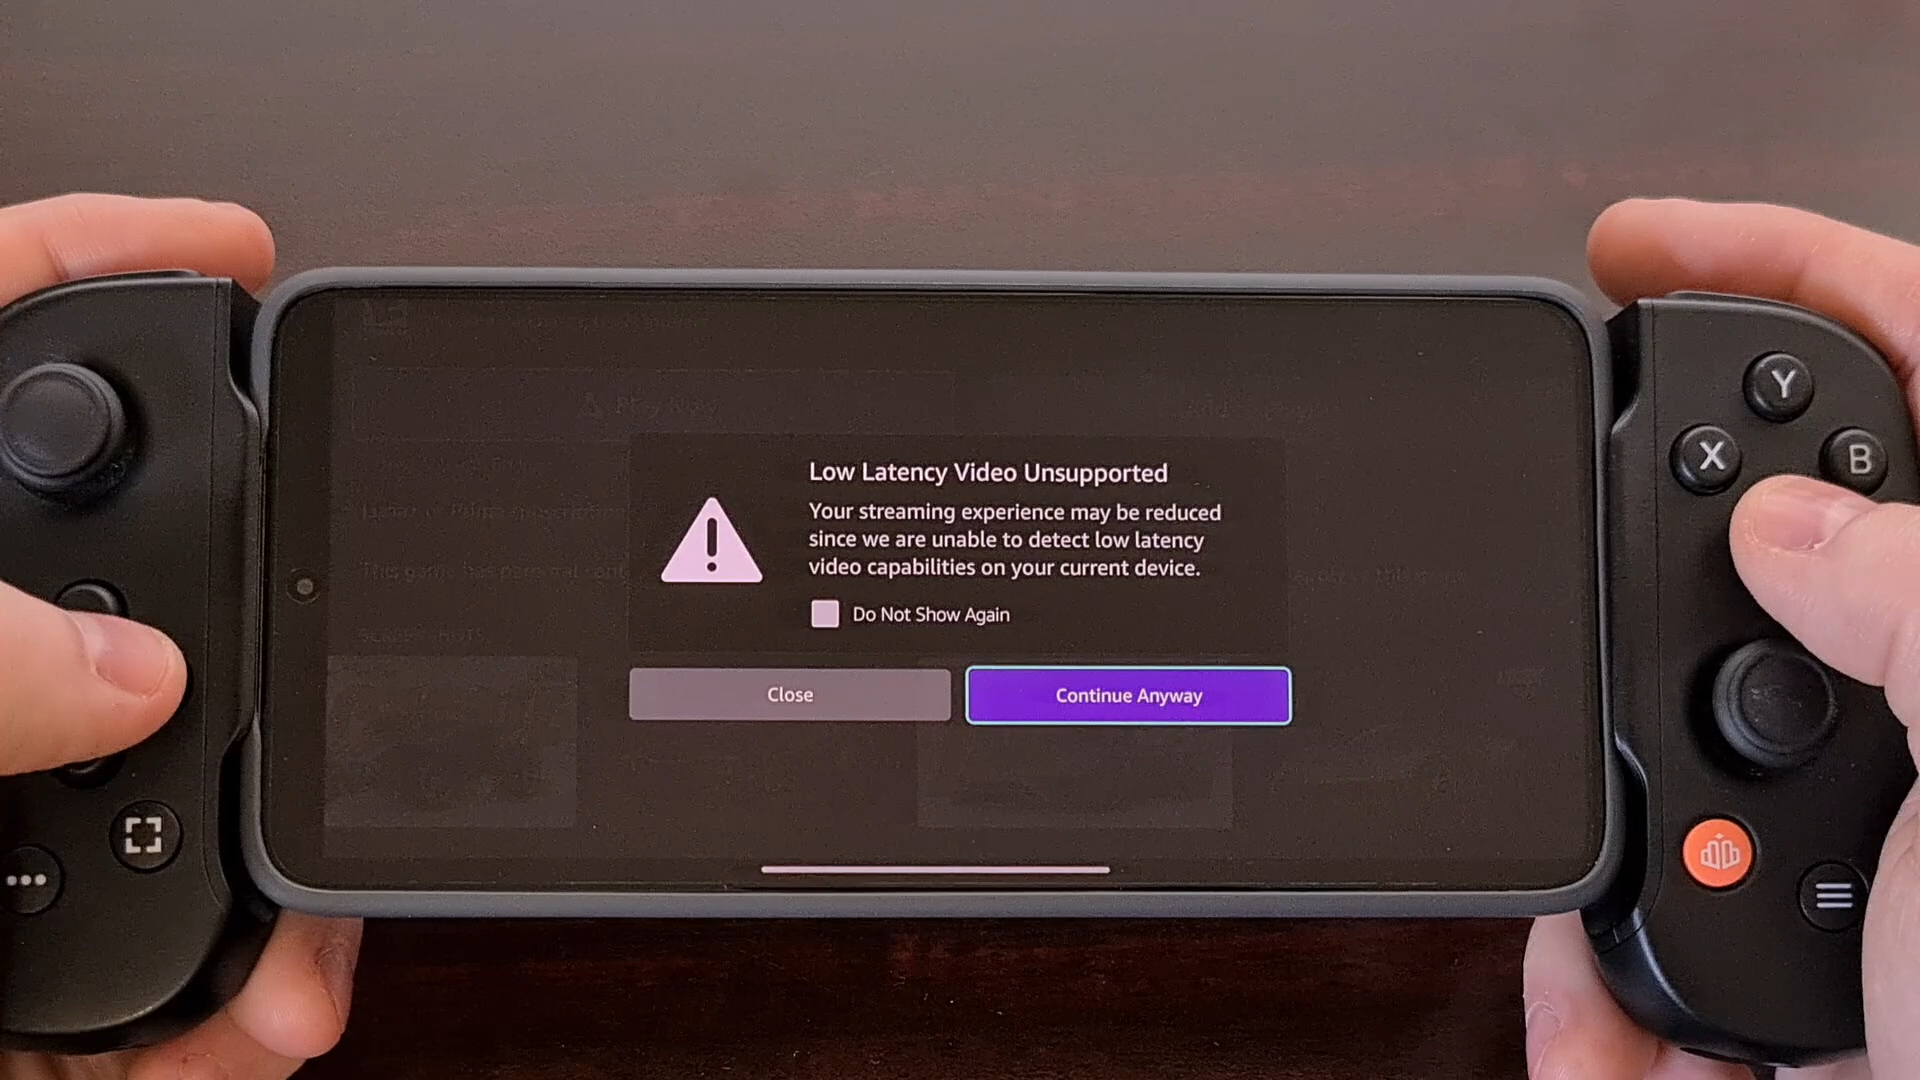 Low Latency Video Unsupported
Your streaming experience may be reduced
since we are unable to detect low latency
video capabilities on your current device.
Do Not Show Again
Close
Continue Anyway
Y
X
B